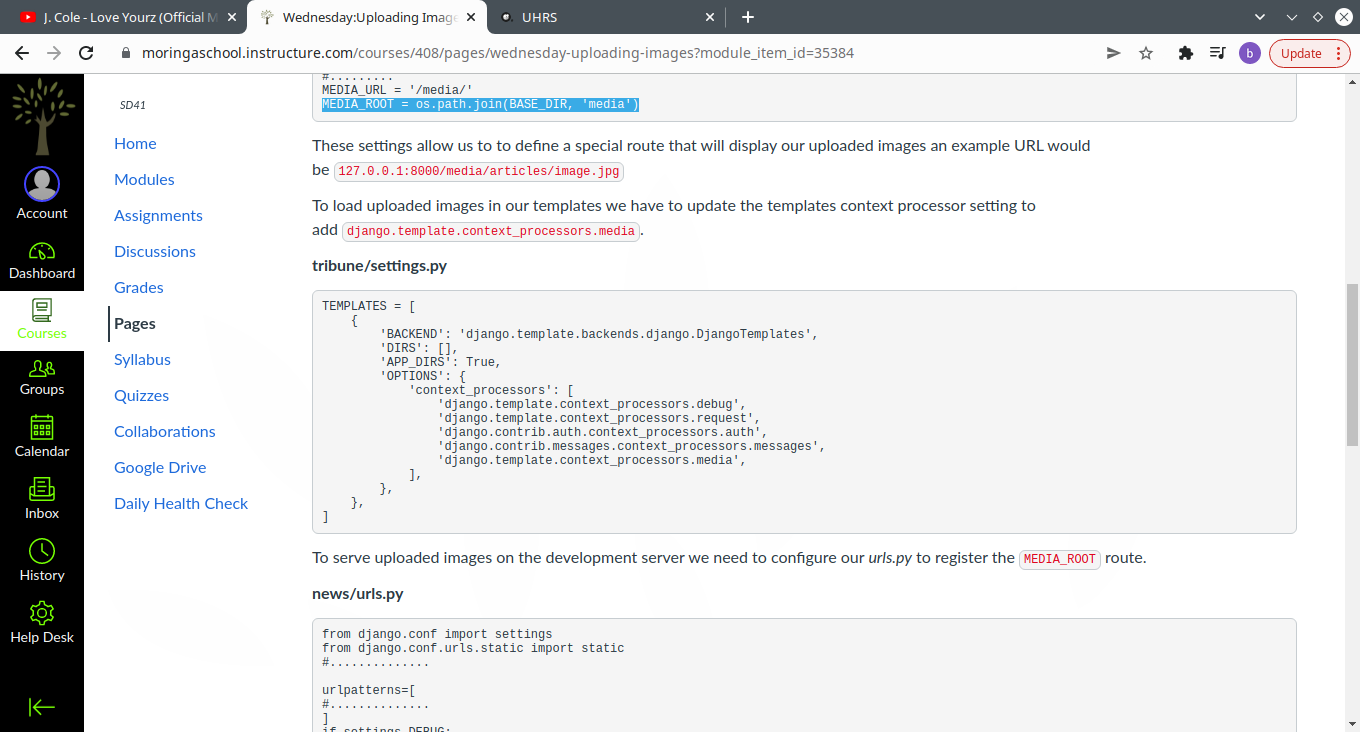 J. Cole - Love Yourz (Official M
Wednesday:Uploading Image
UHRS
moringaschool.instructure.com/courses/408/pages/wednesday-uploading-images?module_item_id=35384
b
Update
Account
Dashboard
Courses
Groups
Calendar
Inbox
History
Help Desk
SD41
Home
Modules
Assignments
Discussions
Grades
Pages
Syllabus
Quizzes
Collaborations
Google Drive
Daily Health Check
#.........
MEDIA_URL = '/media/'
MEDIA_ROOT = os.path.join(BASE_DIR, 'media')
These settings allow us to to define a special route that will display our uploaded images an example URL would
be 127.0.0.1:8000/media/articles/image.jpg
To load uploaded images in our templates we have to update the templates context processor setting to
add django.template.context_processors.media.
tribune/settings.py
TEMPLATES = [
    {
        'BACKEND': 'django.template.backends.django.DjangoTemplates',
        'DIRS': [],
        'APP_DIRS': True,
        'OPTIONS': {
            'context_processors': [
                'django.template.context_processors.debug',
                'django.template.context_processors.request',
                'django.contrib.auth.context_processors.auth',
                'django.contrib.messages.context_processors.messages',
                'django.template.context_processors.media',
            ],
        },
    },
]
To serve uploaded images on the development server we need to configure our urls.py to register the MEDIA_ROOT route.
news/urls.py
from django.conf import settings
from django.conf.urls.static import static
#..............
urlpatterns=[
#..............
]
if settings.DEBUG: